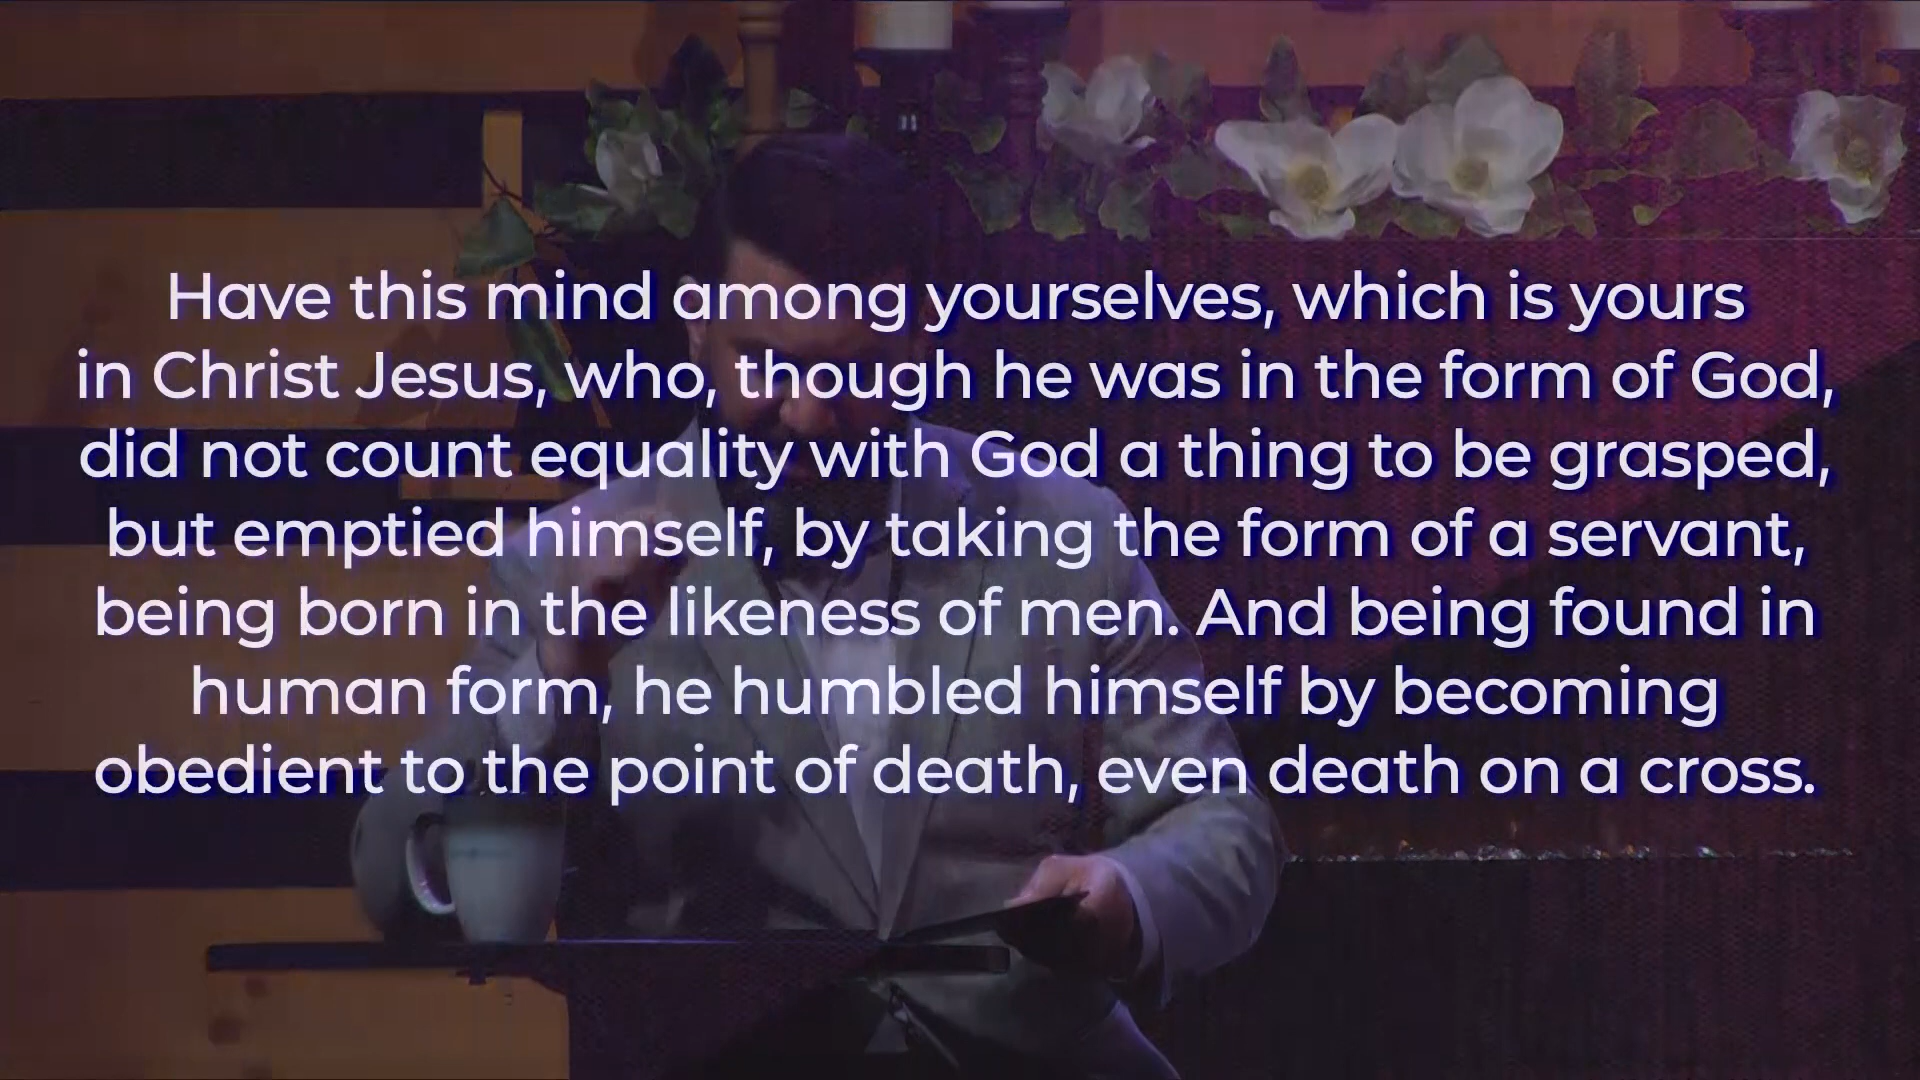 Have this mind among yourselves, which is yours
in Christ Jesus, who, though he was in the form of God,
did not count equality with God a thing to be grasped,
but emptied himself, by taking the form of a servant,
being born in the likeness of men. And being found in
human form, he humbled himself by becoming
obedient to the point of death, even death on a cross.